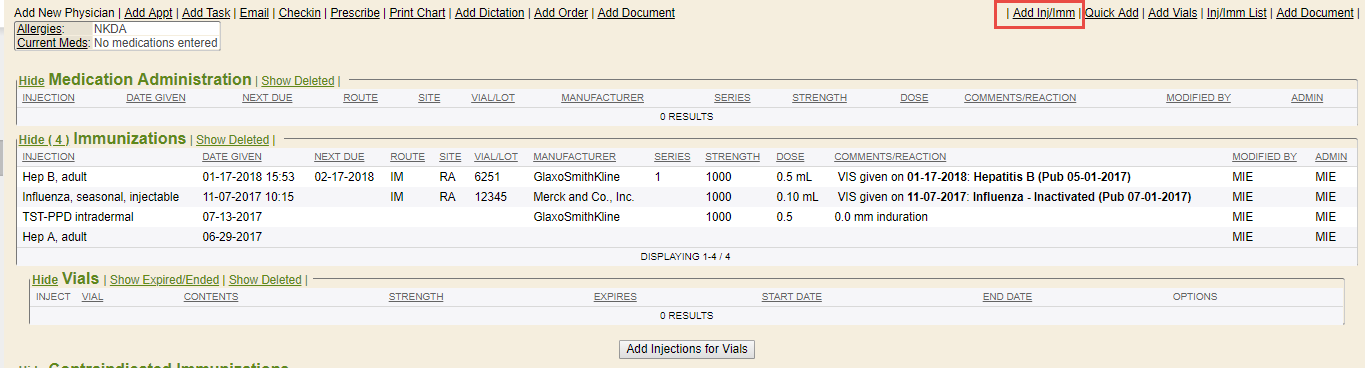 Add New Physician | Add Appt | Add Task | Email | Checkin | Prescribe | Print Chart | Add Dictation | Add Order | Add Document | Add Inj/Imm | Quick Add | Add Vials | Inj/Imm List | Add Document |
Allergies: NKDA
Current Meds: No medications entered
Hide Medication Administration | Show Deleted |
INJECTION DATE GIVEN NEXT DUE ROUTE SITE VIAL/LOT MANUFACTURER SERIES STRENGTH DOSE COMMENTS/REACTION MODIFIED BY ADMIN
0 RESULTS
Hide ( 4 ) Immunizations | Show Deleted |
INJECTION DATE GIVEN NEXT DUE ROUTE SITE VIAL/LOT MANUFACTURER SERIES STRENGTH DOSE COMMENTS/REACTION MODIFIED BY ADMIN
Hep B, adult 01-17-2018 15:53 02-17-2018 IM RA 6251 GlaxoSmithKline 1 1000 0.5 mL VIS given on 01-17-2018: Hepatitis B (Pub 05-01-2017) MIE MIE
Influenza, seasonal, injectable 11-07-2017 10:15 IM RA 12345 Merck and Co., Inc. 1000 0.10 mL VIS given on 11-07-2017: Influenza - Inactivated (Pub 07-01-2017) MIE MIE
TST-PPD intradermal 07-13-2017 GlaxoSmithKline 1000 0.5 0.0 mm induration MIE MIE
Hep A, adult 06-29-2017 MIE MIE
DISPLAYING 1-4 / 4
Hide Vials | Show Expired/Ended | Show Deleted |
INJECT VIAL CONTENTS STRENGTH EXPIRES START DATE END DATE OPTIONS
0 RESULTS
Add Injections for Vials
Hide Contraindicated Immunizations